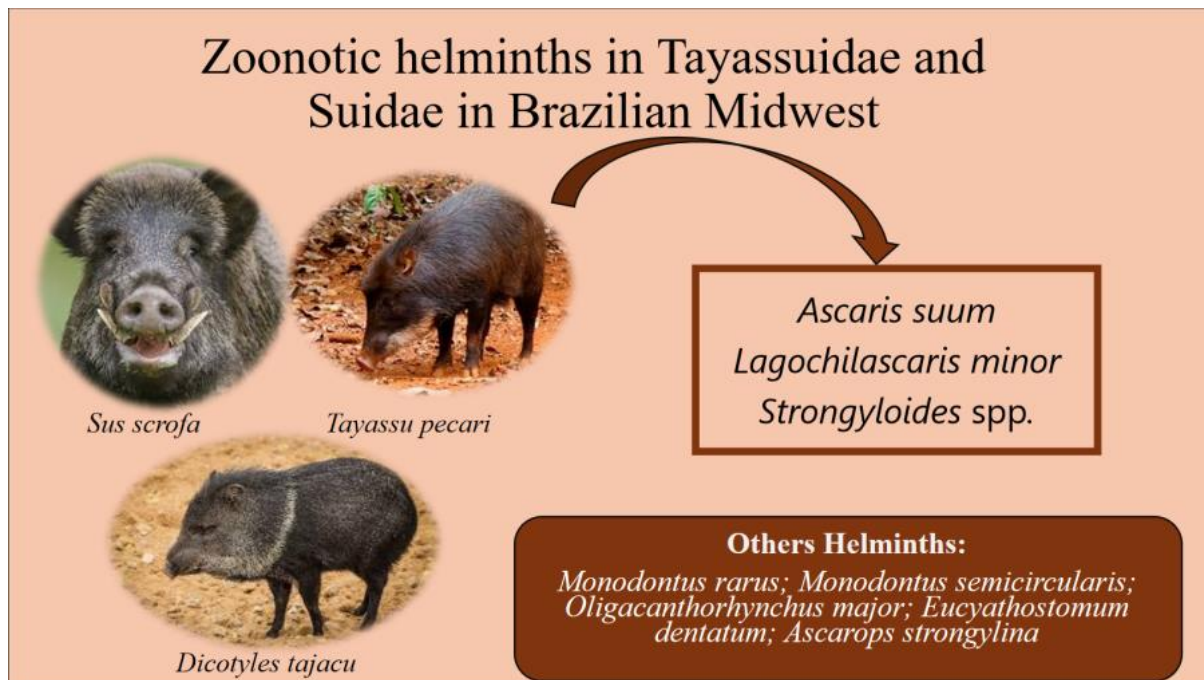 Zoonotic helminths in Tayassuidae and
Suidae in Brazilian Midwest
Sus scrofa
Tayassu pecari
Dicotyles tajacu
Ascaris suum
Lagochilascaris minor
Strongyloides spp.
Others Helminths:
Monodontus rarus; Monodontus semicircularis;
Oligacanthorhynchus major; Eucyathostomum
dentatum; Ascarops strongylina